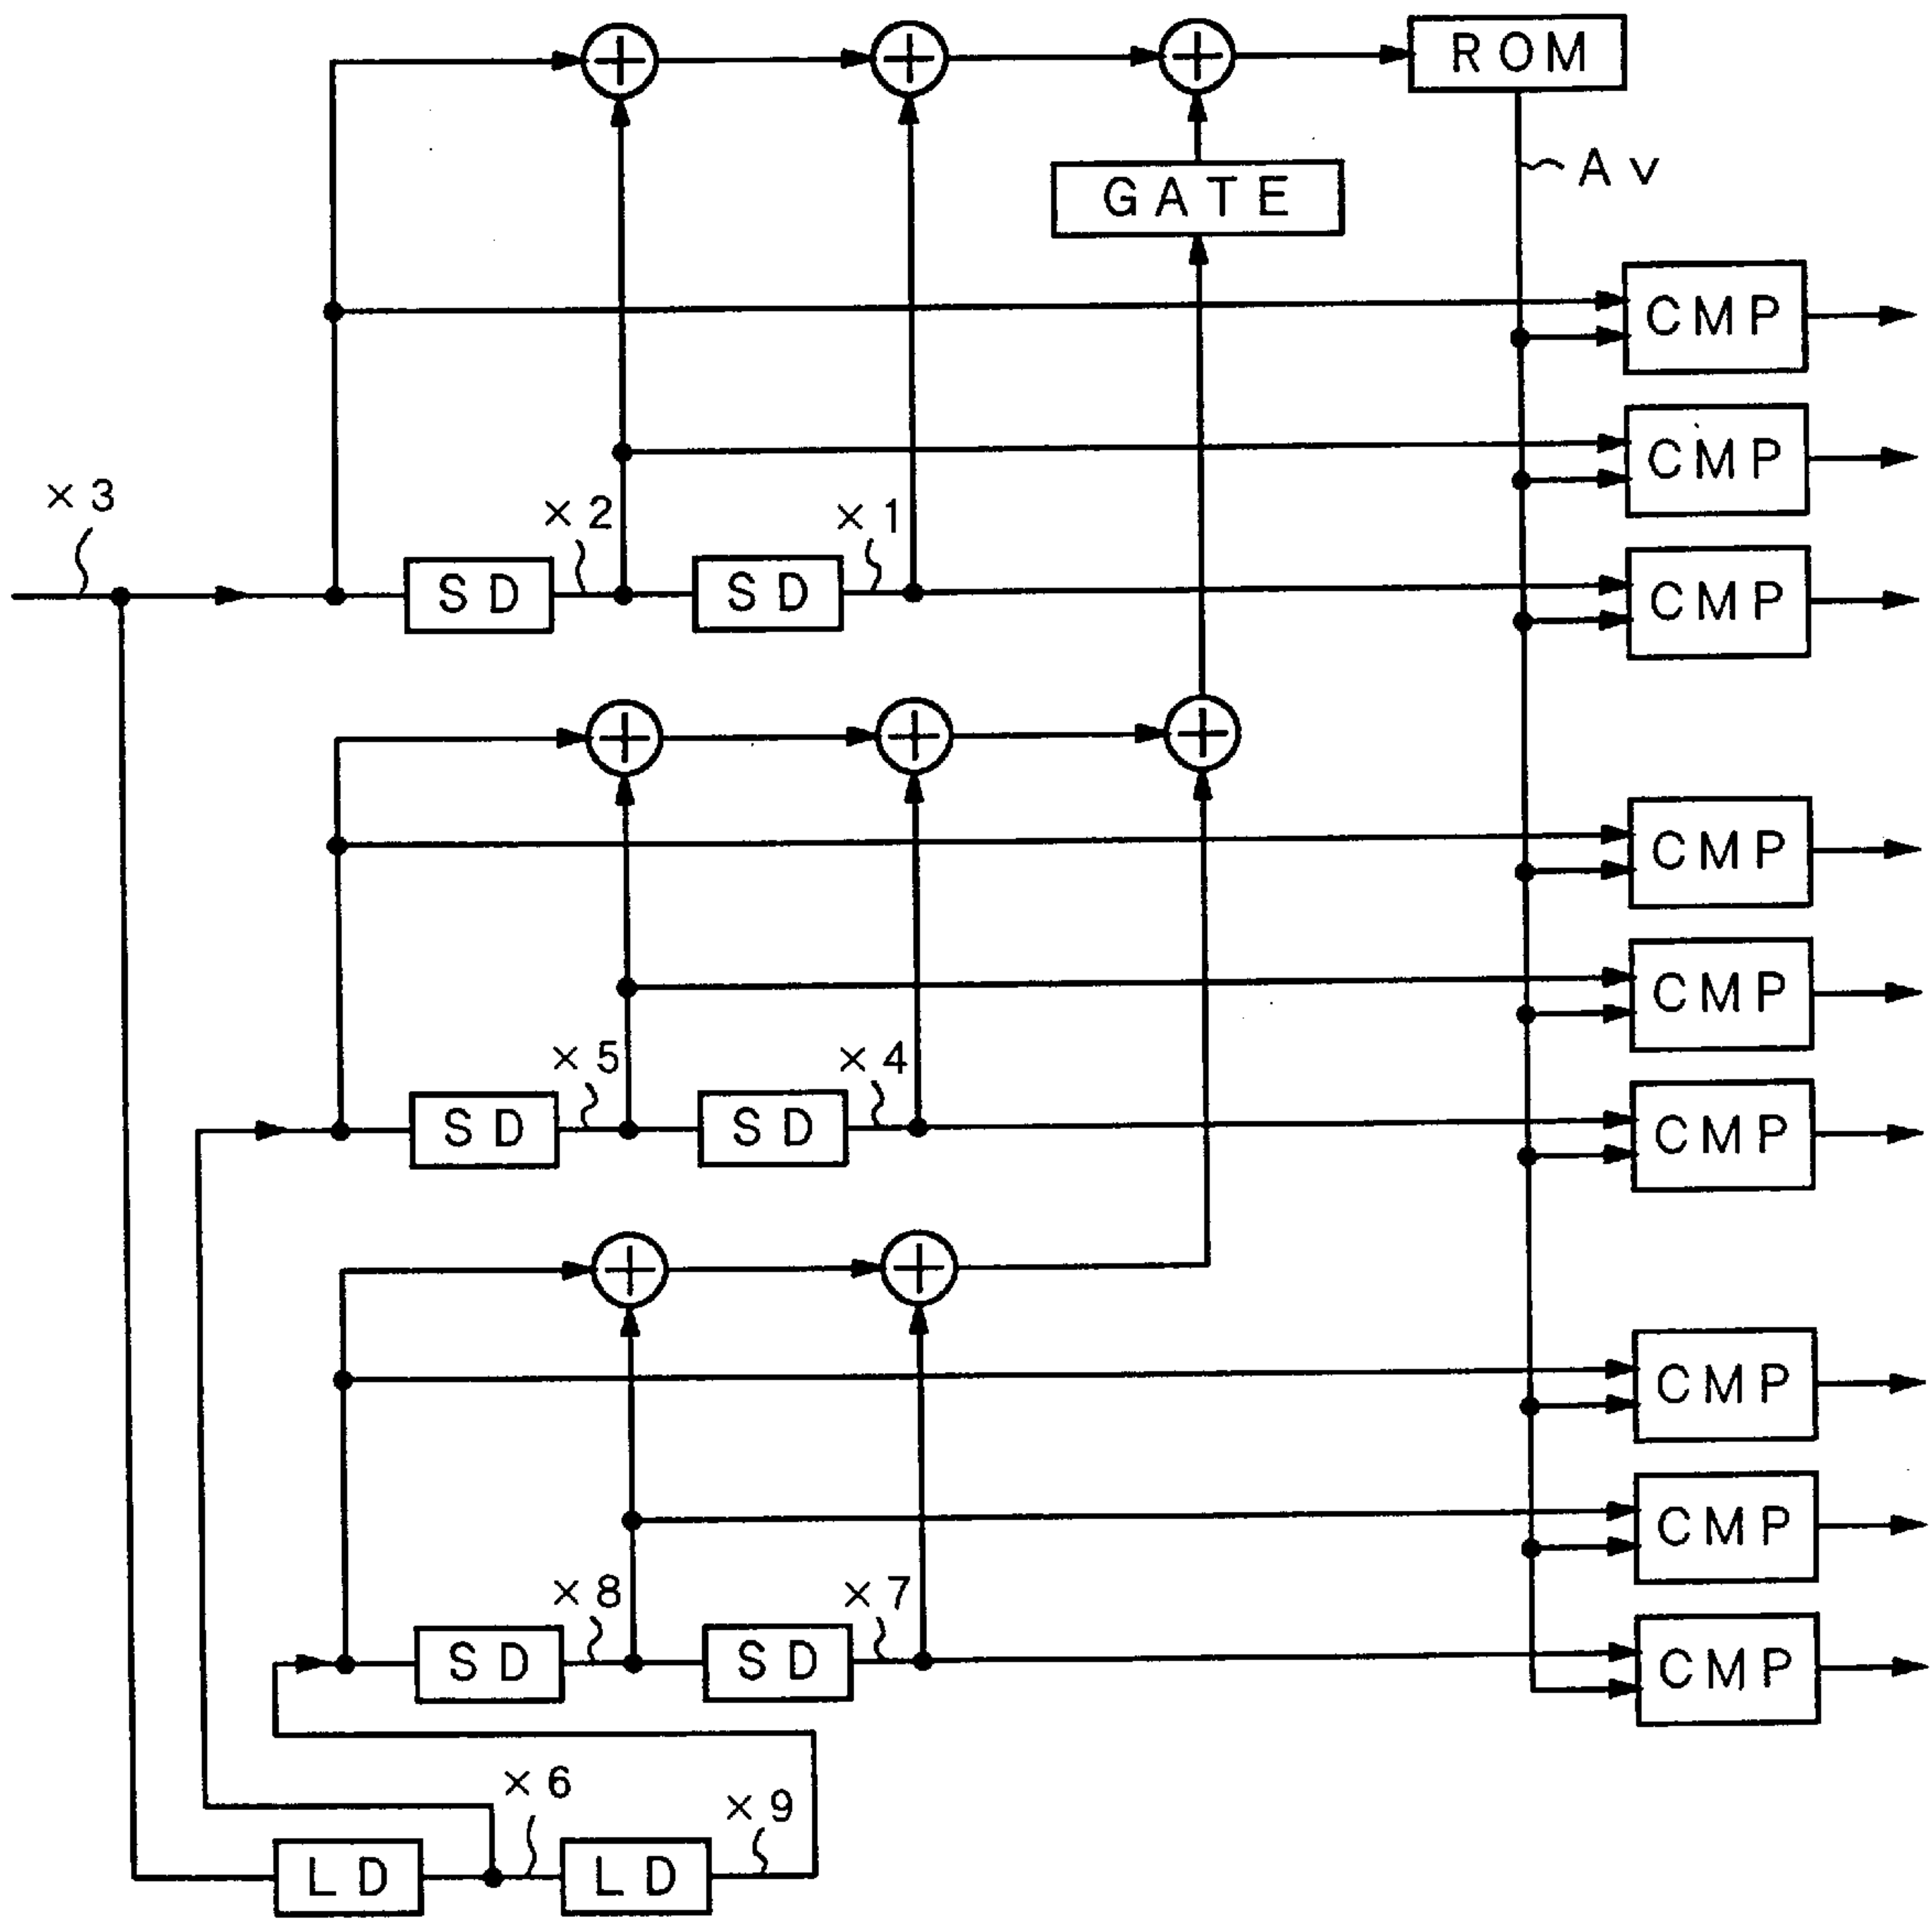 ROM
Av
GATE
CMP
CMP
×3
×2
×1
SD
SD
CMP
CMP
CMP
×5
×4
SD
SD
CMP
CMP
CMP
×8
×7
SD
SD
CMP
×6
×9
LD
LD